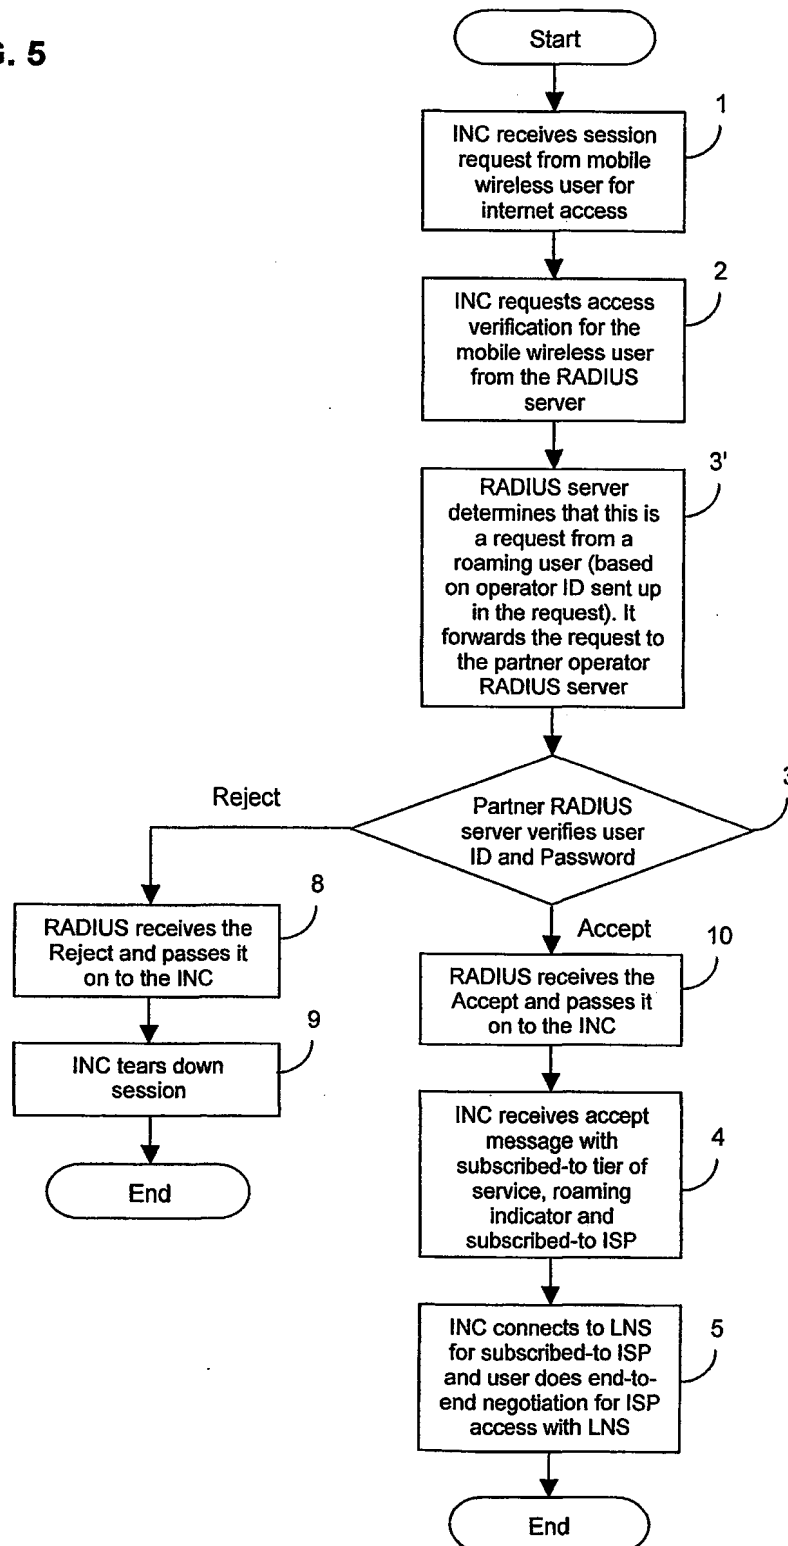 . 5
Start
1
INC receives session
request from mobile
wireless user for
internet access
2
INC requests access
verification for the
mobile wireless user
from the RADIUS
server
3'
RADIUS server
determines that this is
a request from a
roaming user (based
on operator ID sent up
in the request). It
forwards the request to
the partner operator
RADIUS server
Partner RADIUS
server verifies user
ID and Password
3
Reject
8
RADIUS receives the
Reject and passes it
on to the INC
9
INC tears down
session
End
Accept
10
RADIUS receives the
Accept and passes it
on to the INC
4
INC receives accept
message with
subscribed-to tier of
service, roaming
indicator and
subscribed-to ISP
5
INC connects to LNS
for subscribed-to ISP
and user does end-to-
end negotiation for ISP
access with LNS
End